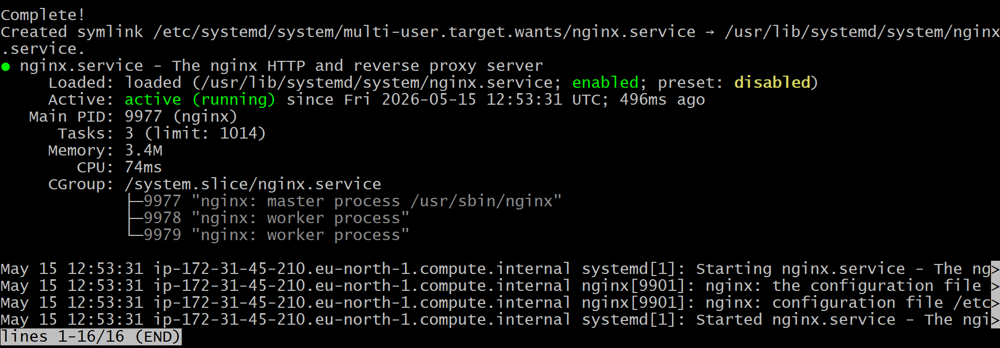 Complete!
Created symlink /etc/systemd/system/multi-user.target.wants/nginx.service → /usr/lib/systemd/system/nginx
.service.
● nginx.service - The nginx HTTP and reverse proxy server
     Loaded: loaded (/usr/lib/systemd/system/nginx.service; enabled; preset: disabled)
     Active: active (running) since Fri 2026-05-15 12:53:31 UTC; 496ms ago
   Main PID: 9977 (nginx)
      Tasks: 3 (limit: 1014)
     Memory: 3.4M
        CPU: 74ms
     CGroup: /system.slice/nginx.service
             ├─9977 "nginx: master process /usr/sbin/nginx"
             ├─9978 "nginx: worker process"
             └─9979 "nginx: worker process"
May 15 12:53:31 ip-172-31-45-210.eu-north-1.compute.internal systemd[1]: Starting nginx.service - The ng>
May 15 12:53:31 ip-172-31-45-210.eu-north-1.compute.internal nginx[9901]: nginx: the configuration file >
May 15 12:53:31 ip-172-31-45-210.eu-north-1.compute.internal nginx[9901]: nginx: configuration file /etc>
May 15 12:53:31 ip-172-31-45-210.eu-north-1.compute.internal systemd[1]: Started nginx.service - The ngi>
lines 1-16/16 (END)